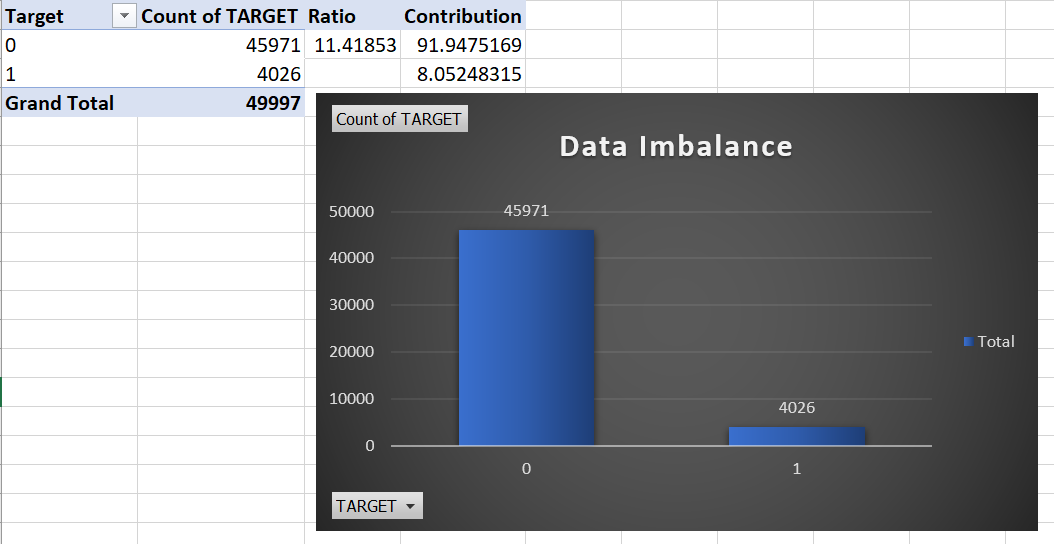 Target Count of TARGET Ratio Contribution
0 45971 11.41853 91.9475169
1 4026 8.05248315
Grand Total 49997
Count of TARGET
Data Imbalance
50000
45971
40000
30000
20000
Total
10000
4026
0
0 1
TARGET